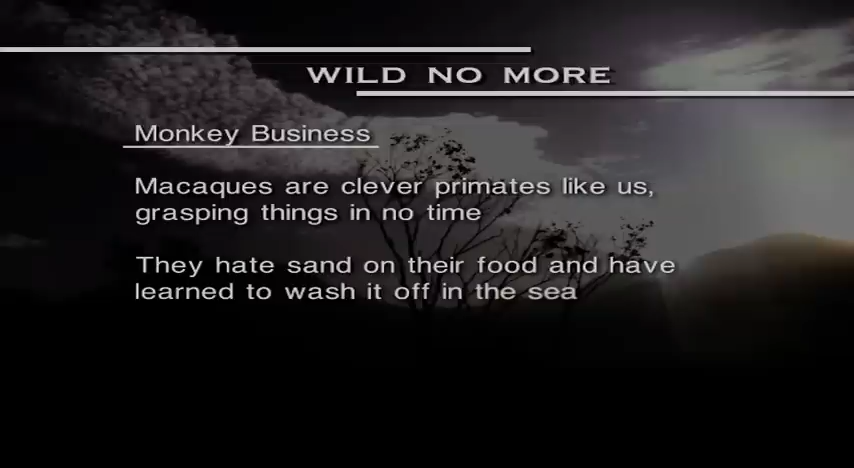 WILD NO MORE
Monkey Business
Macaques are clever primates like us,
grasping things in no time
They hate sand on their food and have
learned to wash it off in the sea